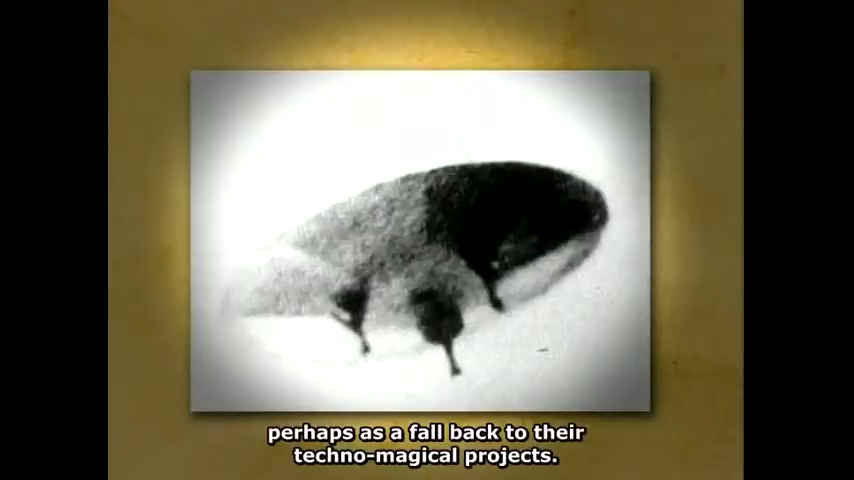 perhaps as a fall back to their
techno-magical projects.